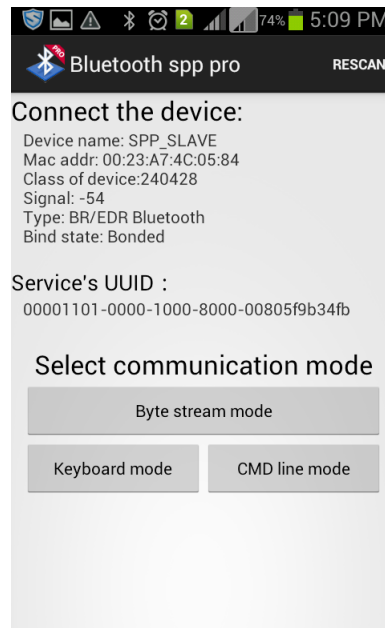 2 74% 5:09 PM
PRO
Bluetooth spp pro RESCAN
Connect the device:
Device name: SPP_SLAVE
Mac addr: 00:23:A7:4C:05:84
Class of device:240428
Signal: -54
Type: BR/EDR Bluetooth
Bind state: Bonded
Service's UUID :
00001101-0000-1000-8000-00805f9b34fb
Select communication mode
Byte stream mode
Keyboard mode CMD line mode